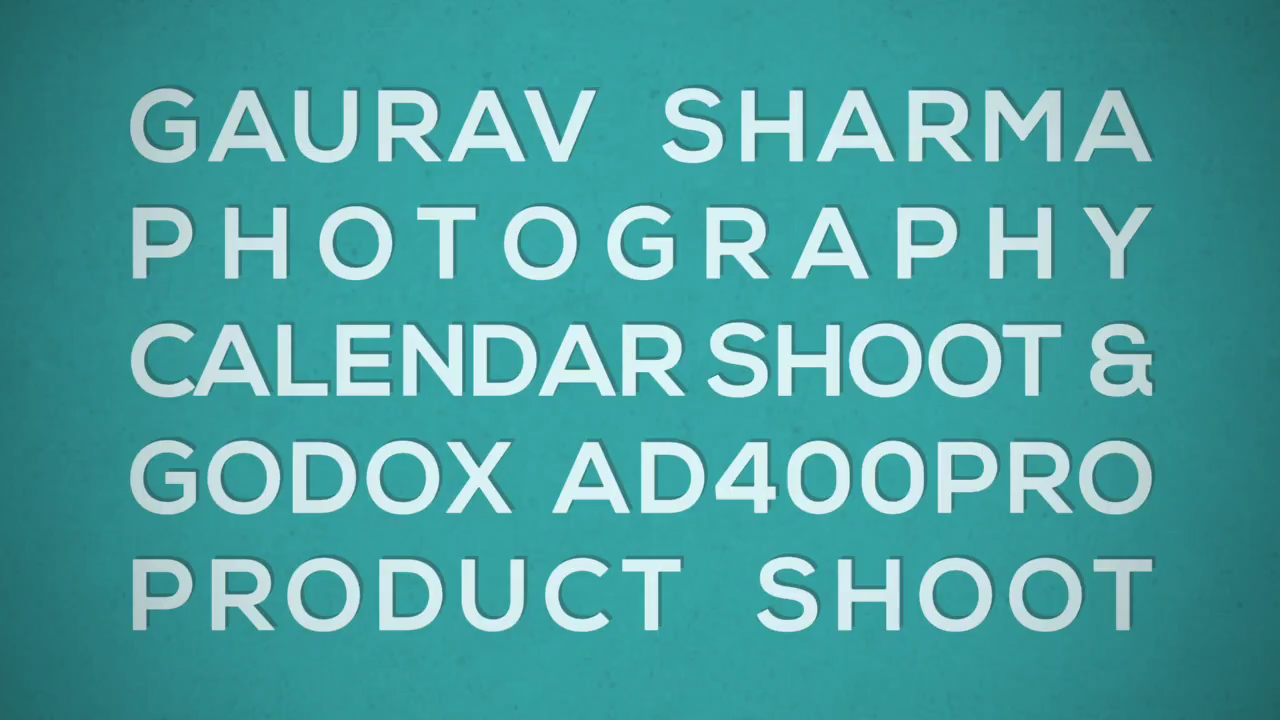 GAURAV SHARMA
PHOTOGRAPHY
CALENDAR SHOOT &
GODOX AD400PRO
PRODUCT SHOOT